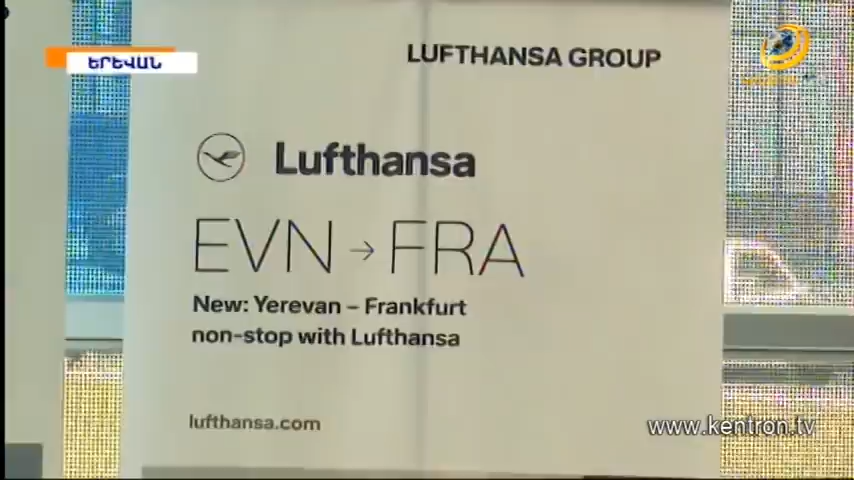 LUFTHANSA GROUP
ԵՐԵՎԱՆ
Lufthansa
EVN → FRA
New: Yerevan – Frankfurt
non-stop with Lufthansa
lufthansa.com
www.kentron.tv